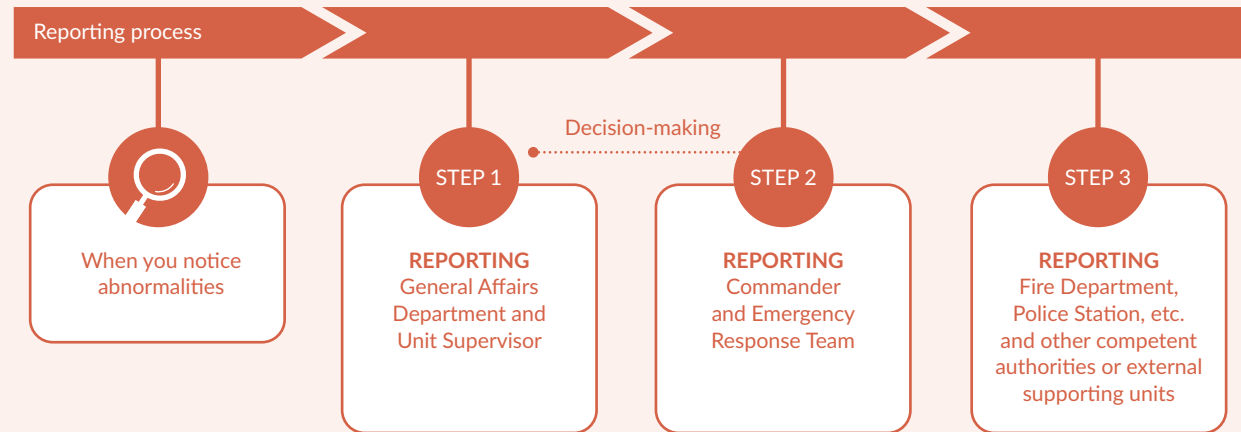 Reporting process
Decision-making
When you notice
abnormalities
STEP 1
REPORTING
General Affairs
Department and
Unit Supervisor
STEP 2
REPORTING
Commander
and Emergency
Response Team
STEP 3
REPORTING
Fire Department,
Police Station, etc.
and other competent
authorities or external
supporting units